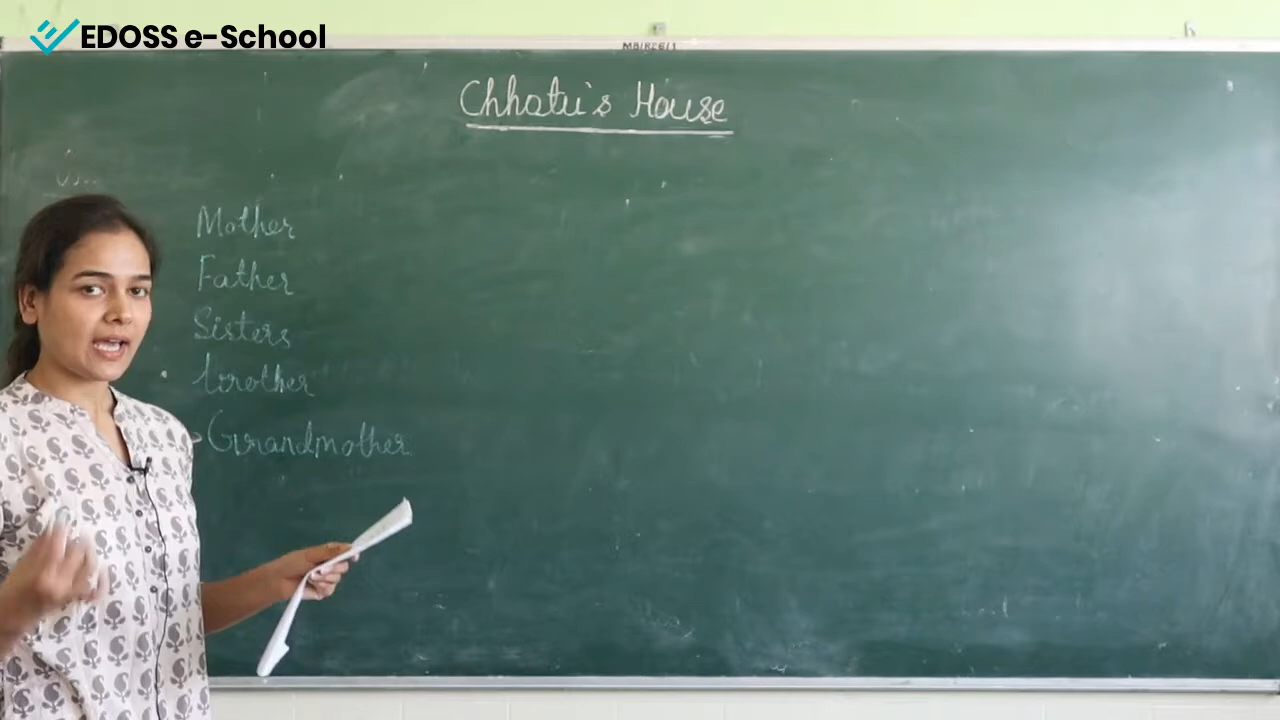 EDOSS e-School
Chhotu's House
Mother
Father
Sisters
brother
Grandmother